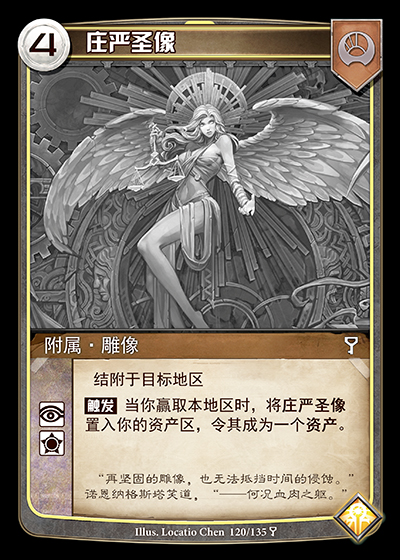 4 庄严圣像
附属·雕像
结附于目标地区
触发 当你赢取本地区时，将庄严圣像
置入你的资产区，令其成为一个资产。
“再坚固的雕像，也无法抵挡时间的侵蚀。”
诺恩纳格斯塔笑道，“——何况血肉之躯。”
Illus. Locatio Chen 120/135